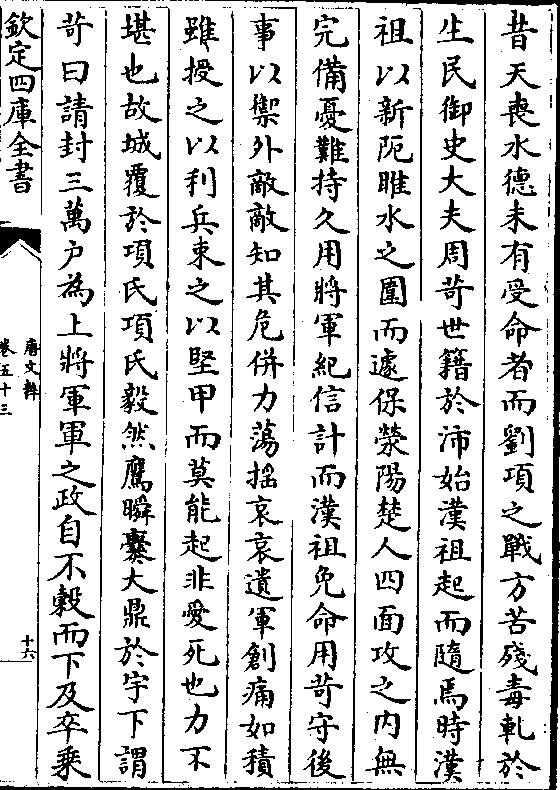 昔天喪水德未有受命者而劉項之戰方苦殘毒軋於
生民御史大夫周苛世籍於沛始漢祖起而隨焉時漢
祖以新阨睢水之圍而遽保滎陽楚人四面攻之内無
完備憂難持久用將軍紀信計而漢祖免命用苛守後
事以禦外敵敵知其危併力蕩搖哀哀遺軍創痛如積
雖授之以利兵束之以堅甲而莫能起非愛死也力不
堪也故城覆於項氏項氏毅然鷹瞬爨大鼎於宇下謂
苛曰請封三萬户為上將軍軍之政自不穀而下及卒乘
欽定四庫全書
唐文粹
卷五十三
十六